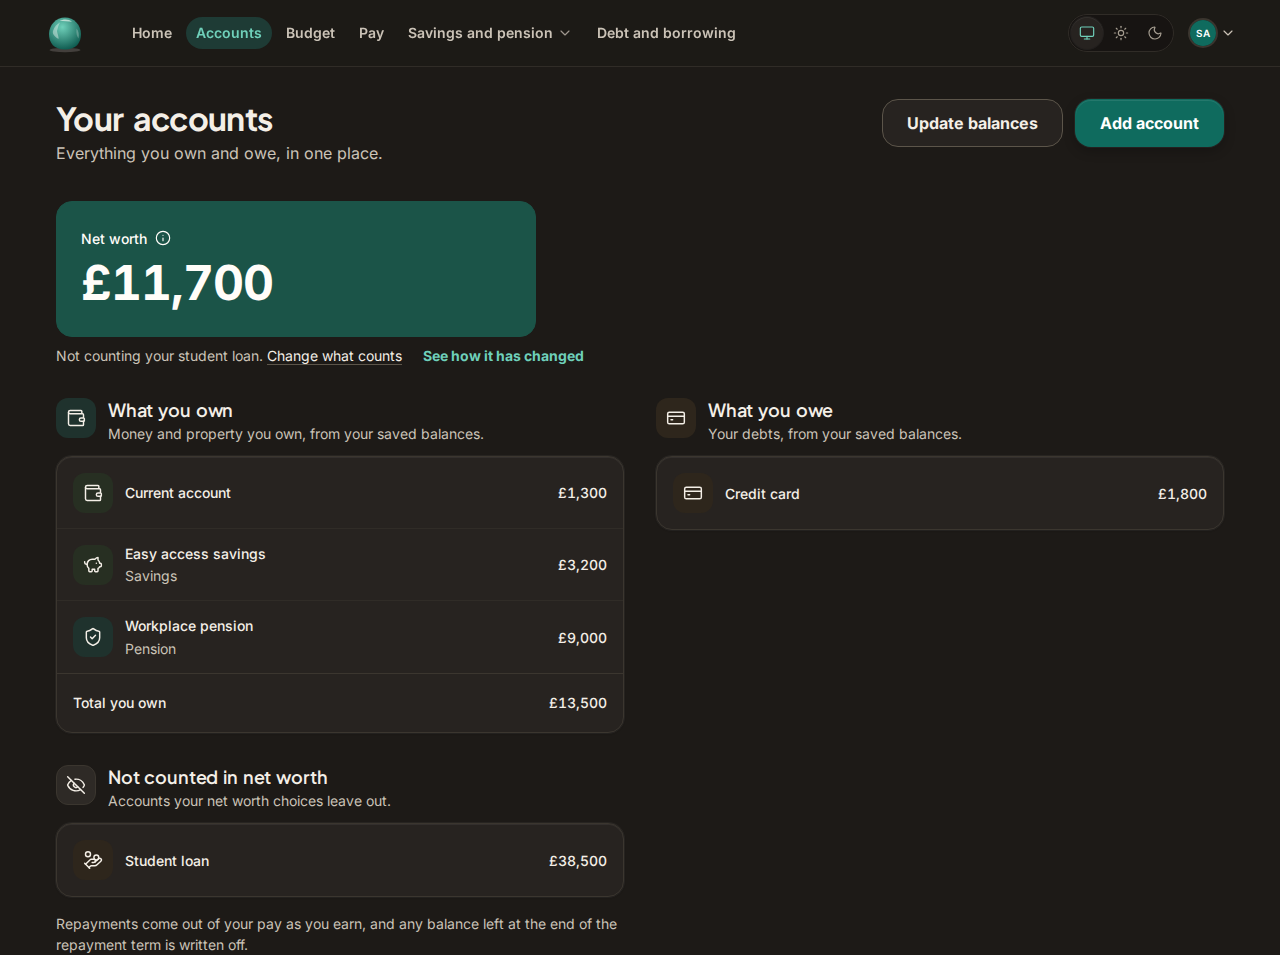 Home
Accounts
Budget
Pay
Savings and pension
Debt and borrowing
SA
Your accounts
Everything you own and owe, in one place.
Update balances
Add account
Net worth
£11,700
Not counting your student loan. Change what counts
See how it has changed
What you own
Money and property you own, from your saved balances.
Current account
£1,300
Easy access savings
Savings
£3,200
Workplace pension
Pension
£9,000
Total you own
£13,500
What you owe
Your debts, from your saved balances.
Credit card
£1,800
Not counted in net worth
Accounts your net worth choices leave out.
Student loan
£38,500
Repayments come out of your pay as you earn, and any balance left at the end of the
repayment term is written off.